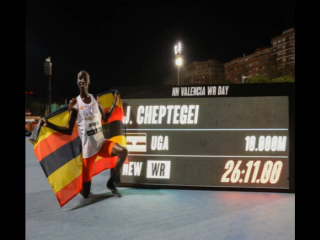 NN VALENCIA WR DAY
J. CHEPTEGEI
UGA 10.000M
NEW WR 26:11.00